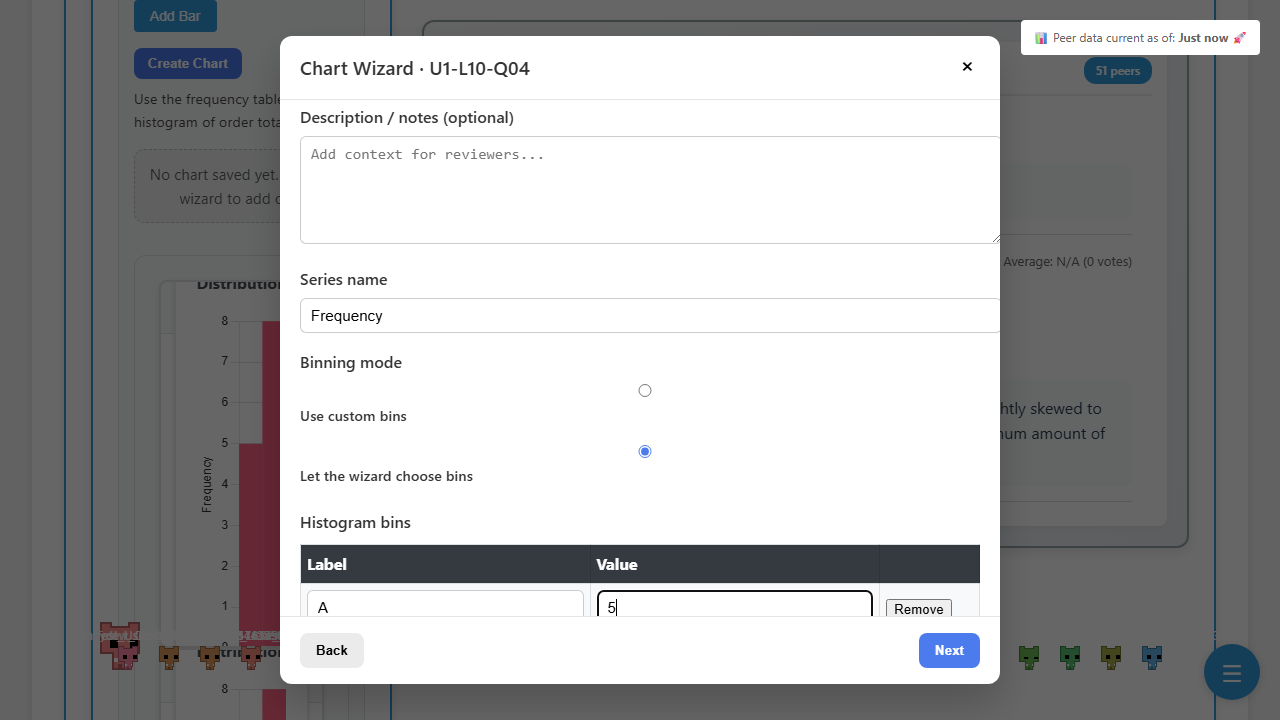 Add Bar
Create Chart
Use the frequency table
histogram of order tota
No chart saved yet.
wizard to add
Distribution
8
7
6
5
4
3
2
1
0
Frequency
8
7
📊 Peer data current as of: Just now 🚀
51 peers
Average: N/A (0 votes)
htly skewed to
num amount of
☰
Chart Wizard · U1-L10-Q04
×
Description / notes (optional)
Add context for reviewers...
Series name
Frequency
Binning mode
Use custom bins
Let the wizard choose bins
Histogram bins
Label Value
A 5 Remove
Back Next